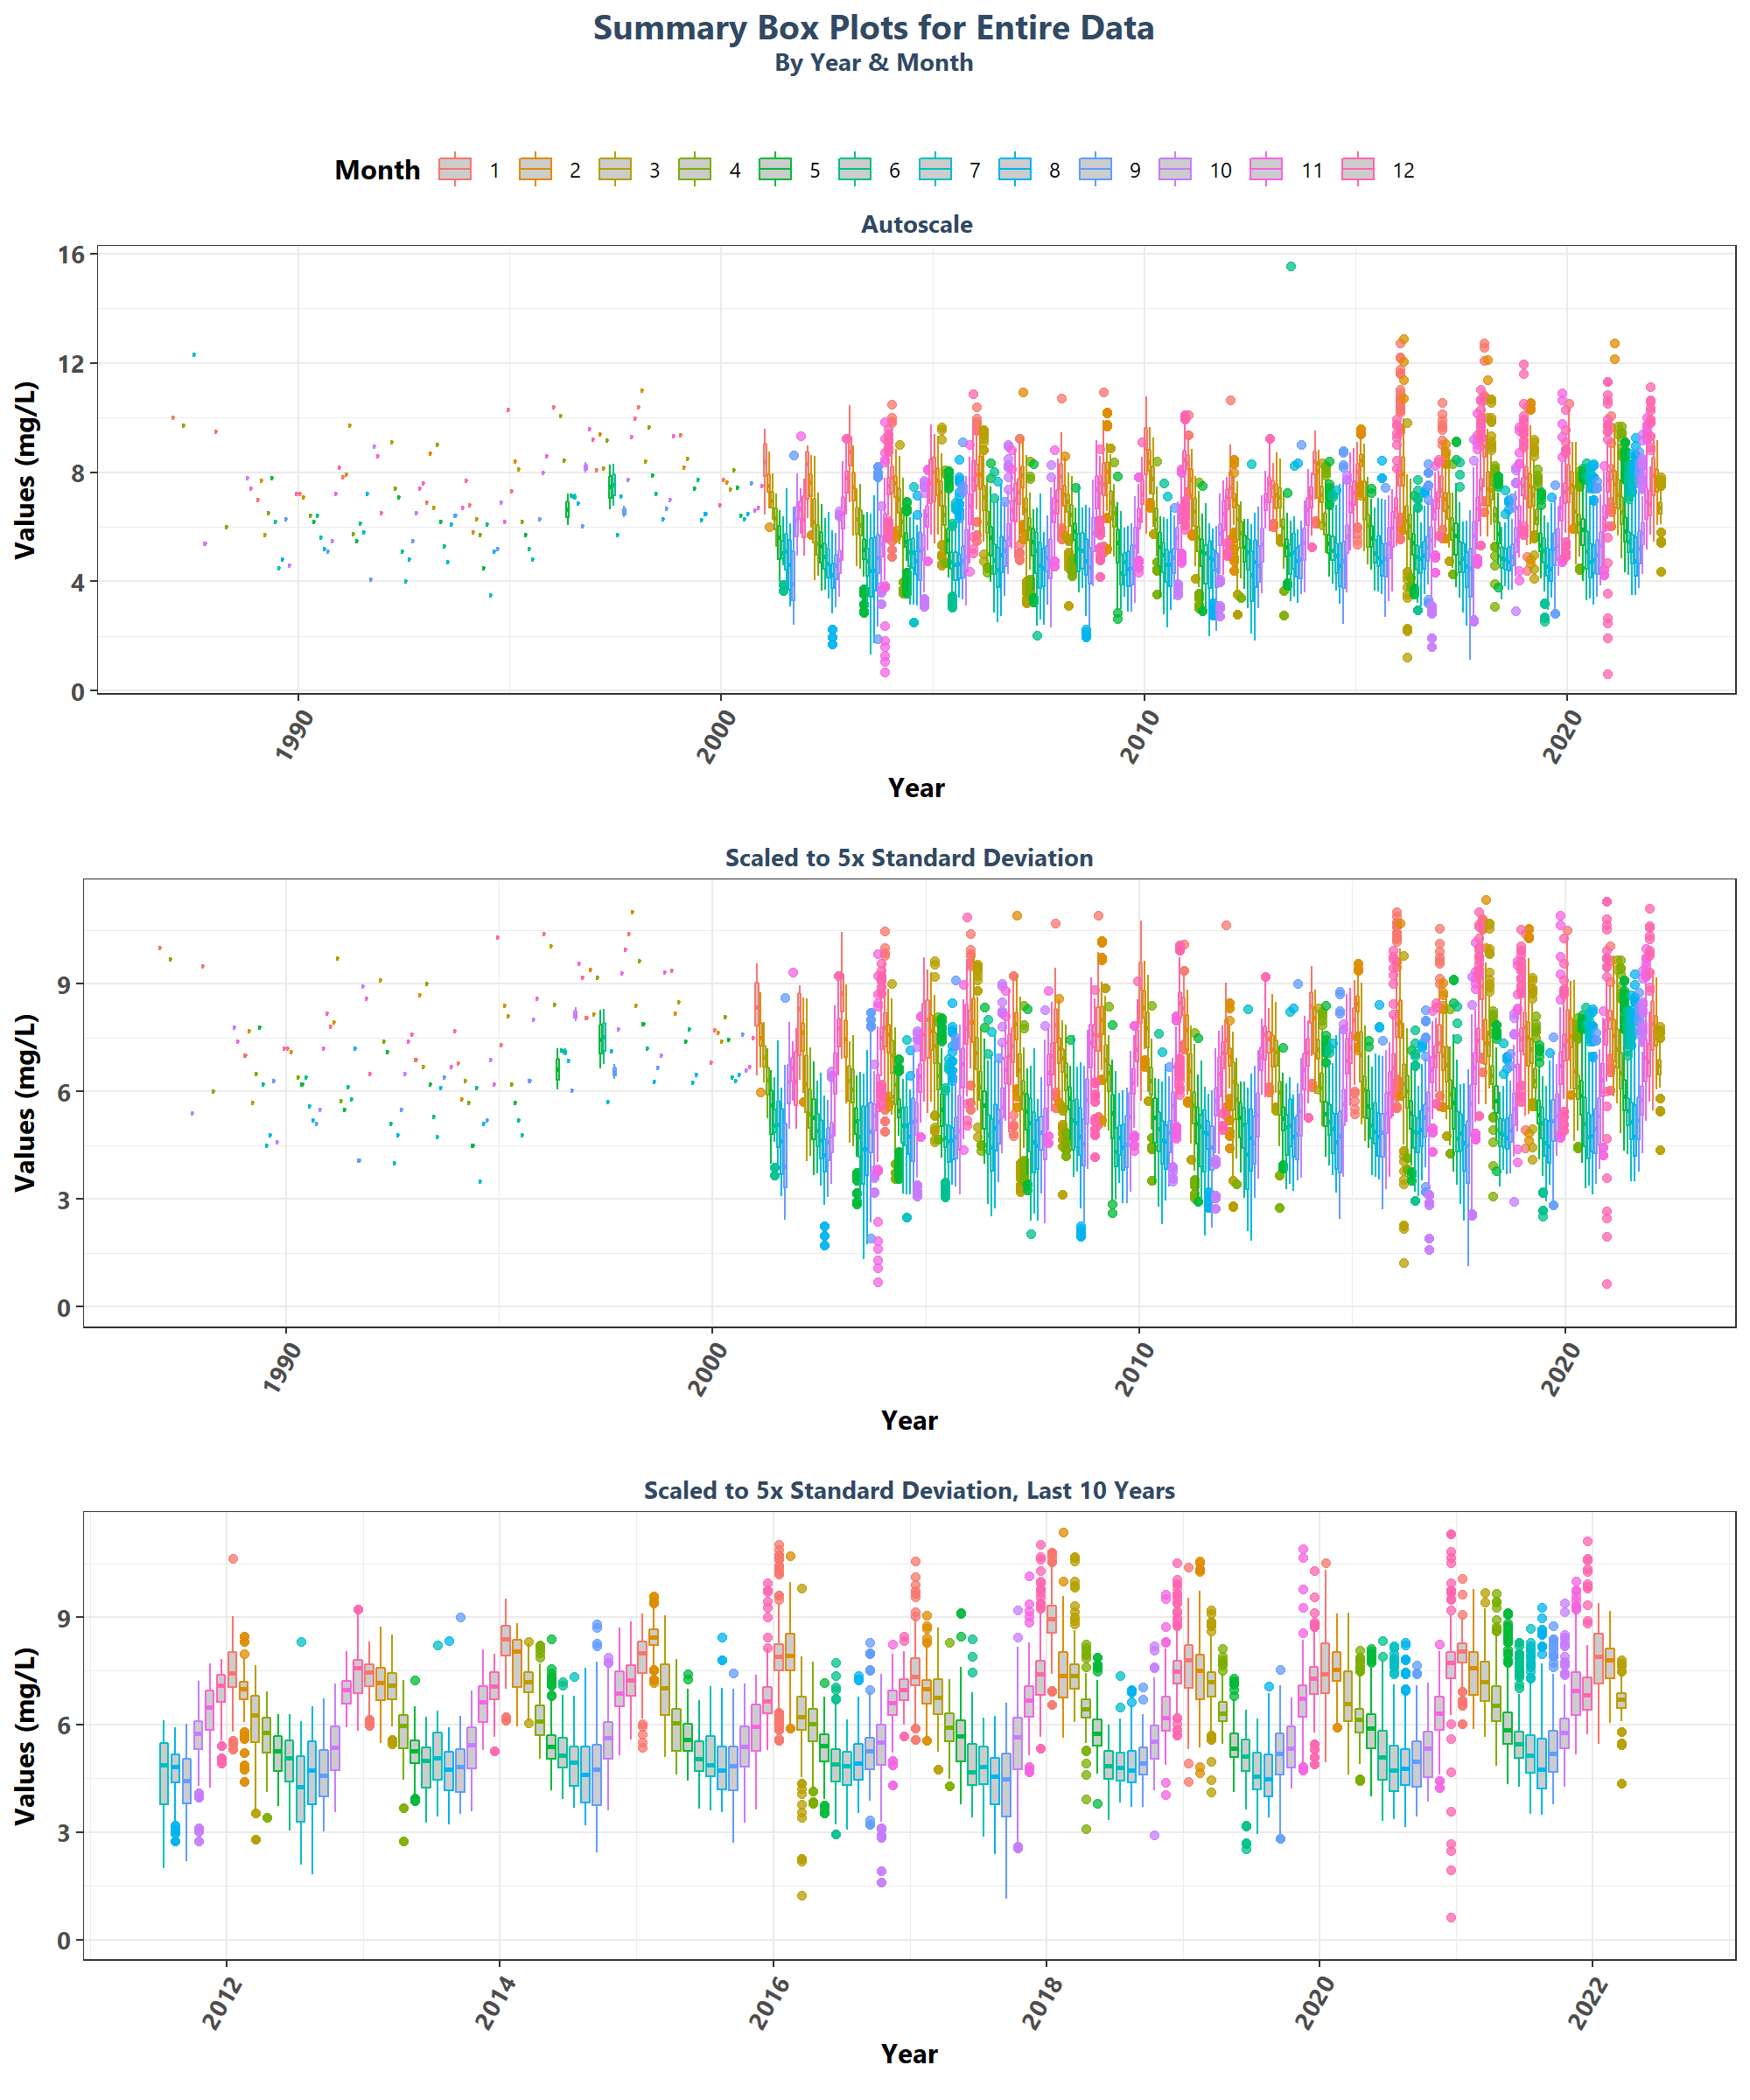 Summary Box Plots for Entire Data
By Year & Month
Month 1 2 3 4 5 6 7 8 9 10 11 12
Autoscale
Values (mg/L)
16
12
8
4
0
1990 2000 2010 2020
Year
Scaled to 5x Standard Deviation
Values (mg/L)
9
6
3
0
1990 2000 2010 2020
Year
Scaled to 5x Standard Deviation, Last 10 Years
Values (mg/L)
9
6
3
0
2012 2014 2016 2018 2020 2022
Year